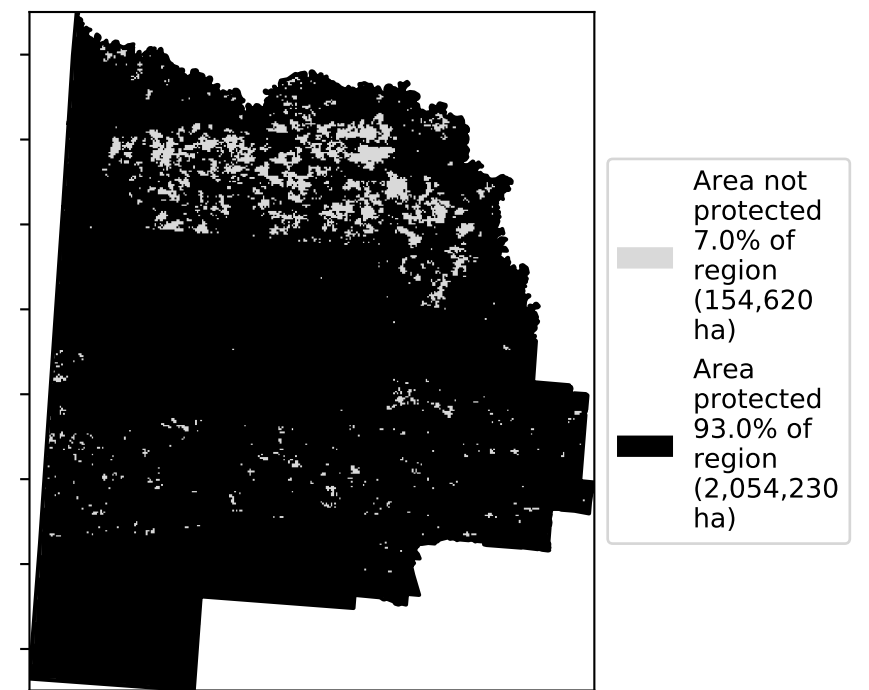 Area not
protected
7.0% of
region
(154,620
ha)
Area
protected
93.0% of
region
(2,054,230
ha)